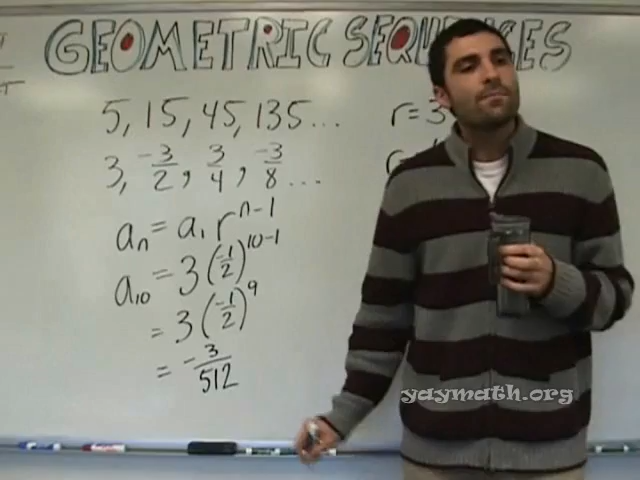 GEOMETRIC SEQUENCES
5, 15, 45, 135 ... r = 3
3, -3/2, 3/4, -3/8 ...
aₙ = a₁ rⁿ⁻¹
a₁₀ = 3(-1/2)¹⁰⁻¹
= 3(-1/2)⁹
= -3/512
yaymath.org